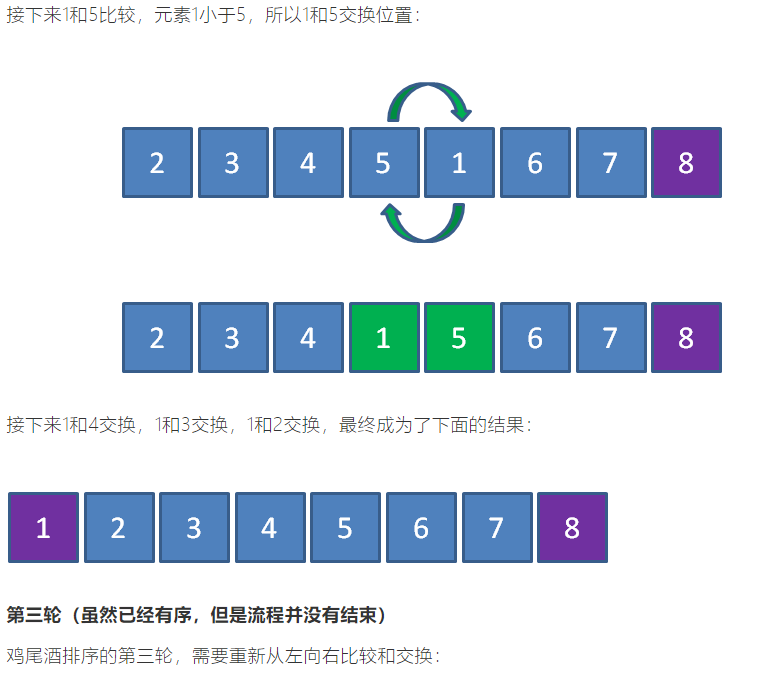 接下来1和5比较，元素1小于5，所以1和5交换位置：
2 3 4 5 1 6 7 8
2 3 4 1 5 6 7 8
接下来1和4交换，1和3交换，1和2交换，最终成为了下面的结果：
1 2 3 4 5 6 7 8
第三轮（虽然已经有序，但是流程并没有结束）
鸡尾酒排序的第三轮，需要重新从左向右比较和交换：